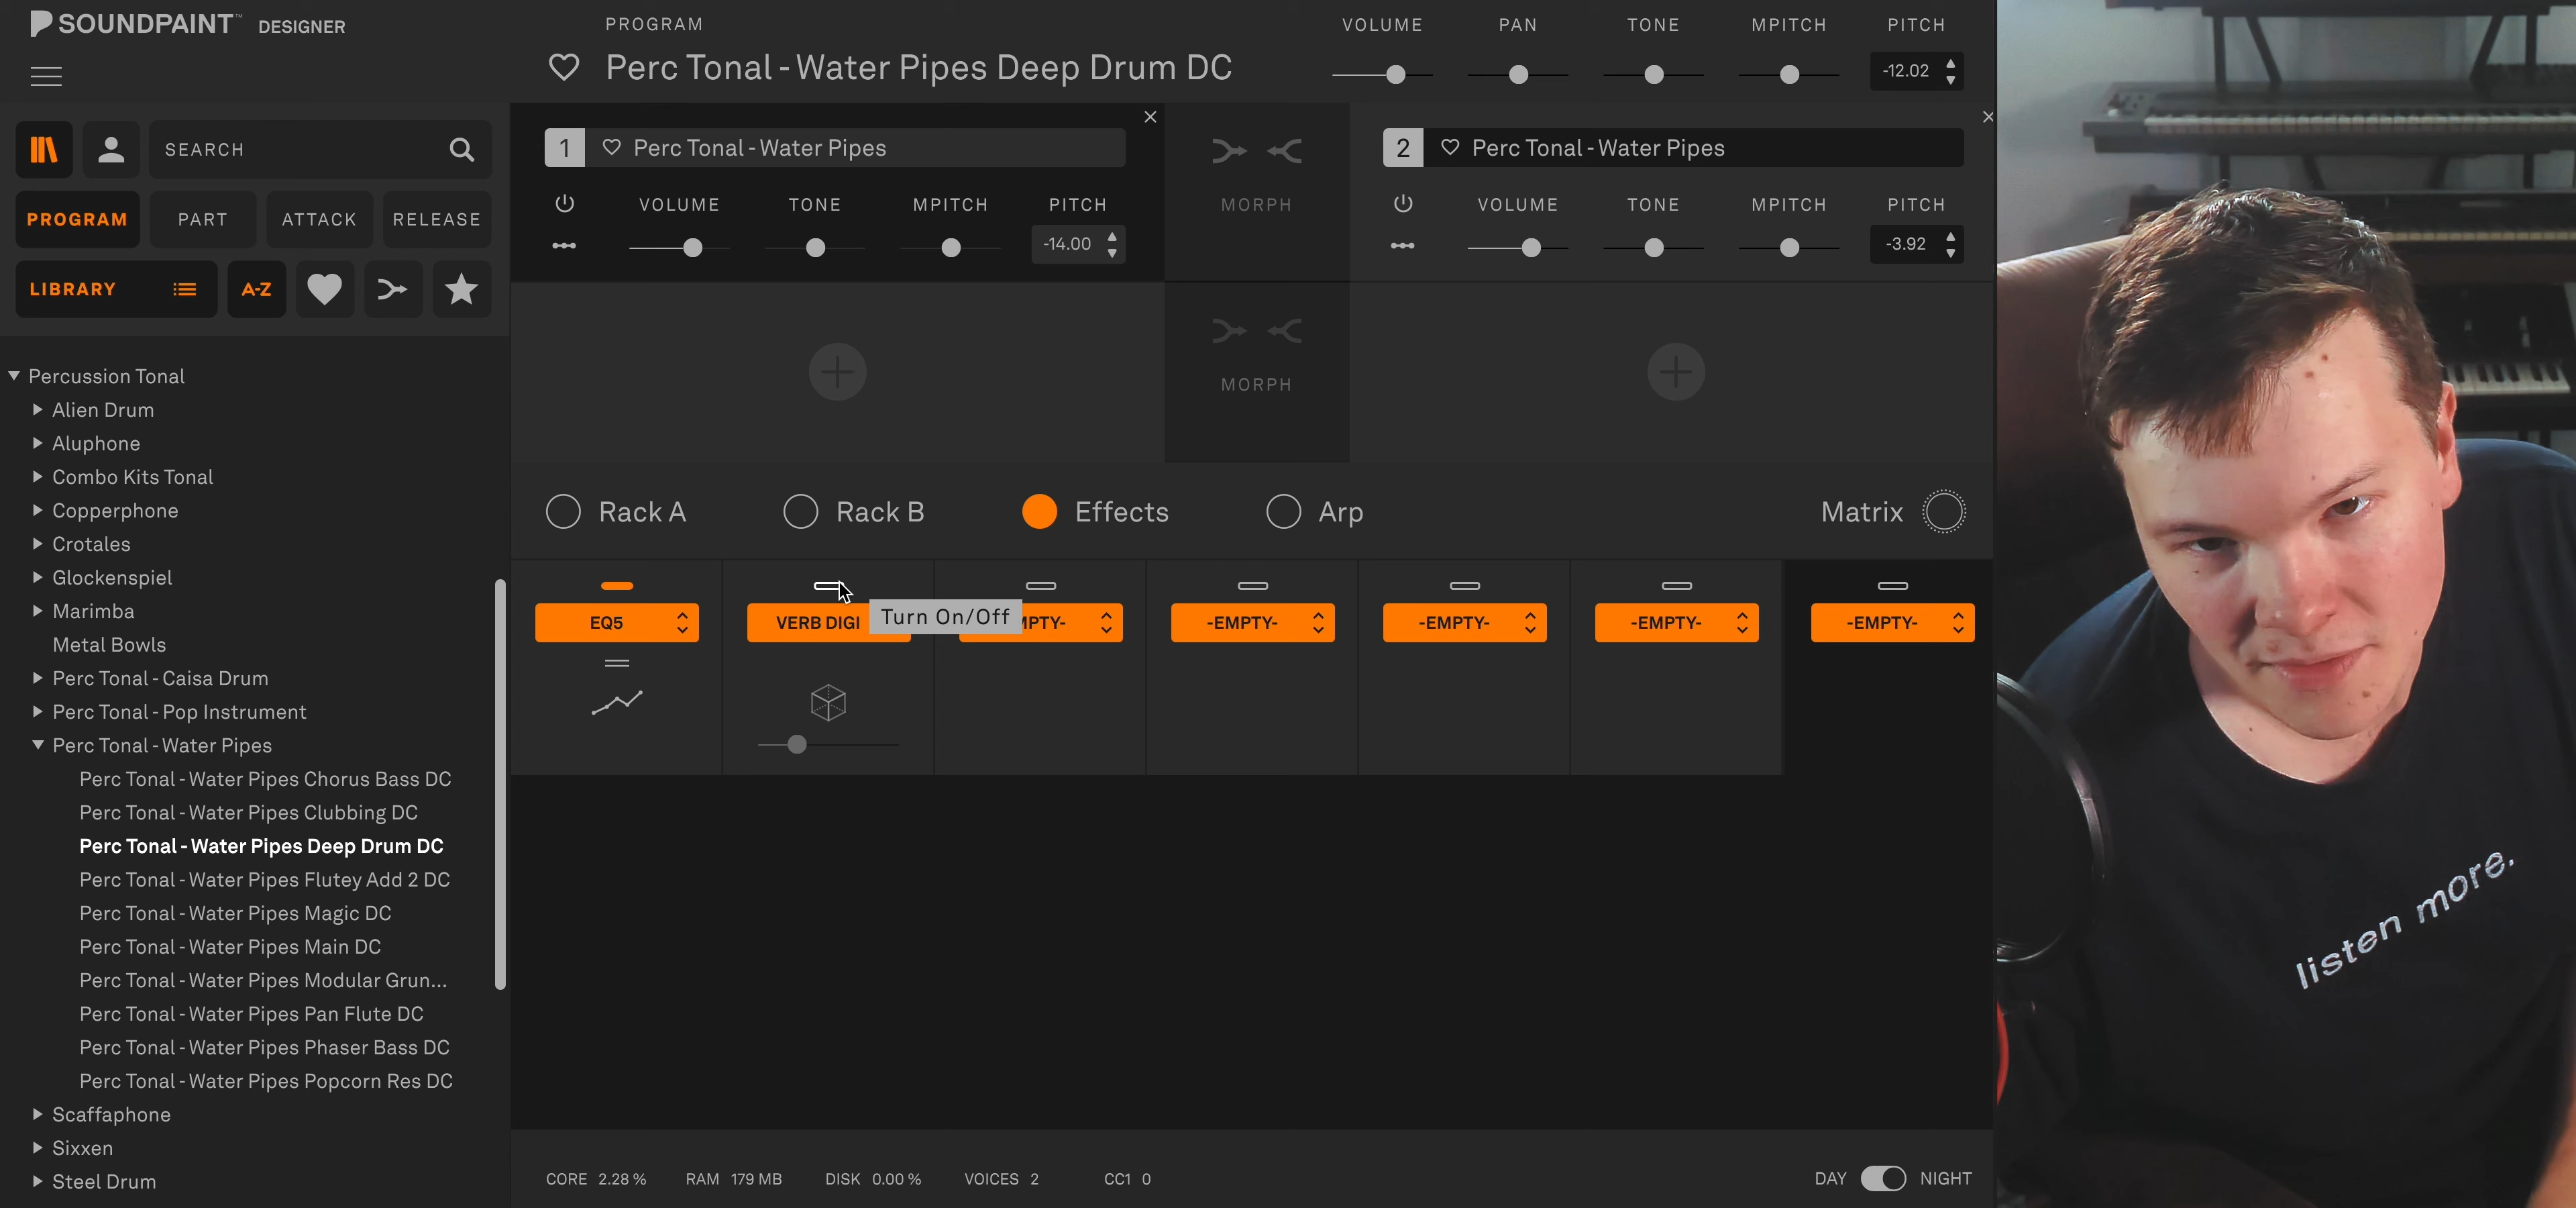 SOUNDPAINT™ DESIGNER
PROGRAM
Perc Tonal - Water Pipes Deep Drum DC
VOLUME PAN TONE MPITCH PITCH
-12.02
SEARCH
PROGRAM PART ATTACK RELEASE
LIBRARY A-Z
1 Perc Tonal - Water Pipes
VOLUME TONE MPITCH PITCH
-14.00
MORPH
2 Perc Tonal - Water Pipes
VOLUME TONE MPITCH PITCH
-3.92
MORPH
Percussion Tonal
Alien Drum
Aluphone
Combo Kits Tonal
Copperphone
Crotales
Glockenspiel
Marimba
Metal Bowls
Perc Tonal - Caisa Drum
Perc Tonal - Pop Instrument
Perc Tonal - Water Pipes
Perc Tonal - Water Pipes Chorus Bass DC
Perc Tonal - Water Pipes Clubbing DC
Perc Tonal - Water Pipes Deep Drum DC
Perc Tonal - Water Pipes Flutey Add 2 DC
Perc Tonal - Water Pipes Magic DC
Perc Tonal - Water Pipes Main DC
Perc Tonal - Water Pipes Modular Grun...
Perc Tonal - Water Pipes Pan Flute DC
Perc Tonal - Water Pipes Phaser Bass DC
Perc Tonal - Water Pipes Popcorn Res DC
Scaffaphone
Sixxen
Steel Drum
Rack A Rack B Effects Arp Matrix
EQ5 VERB DIGI MPTY- -EMPTY- -EMPTY- -EMPTY- -EMPTY-
Turn On/Off
CORE 2.28 % RAM 179 MB DISK 0.00 % VOICES 2 CC1 0
DAY NIGHT
listen more.